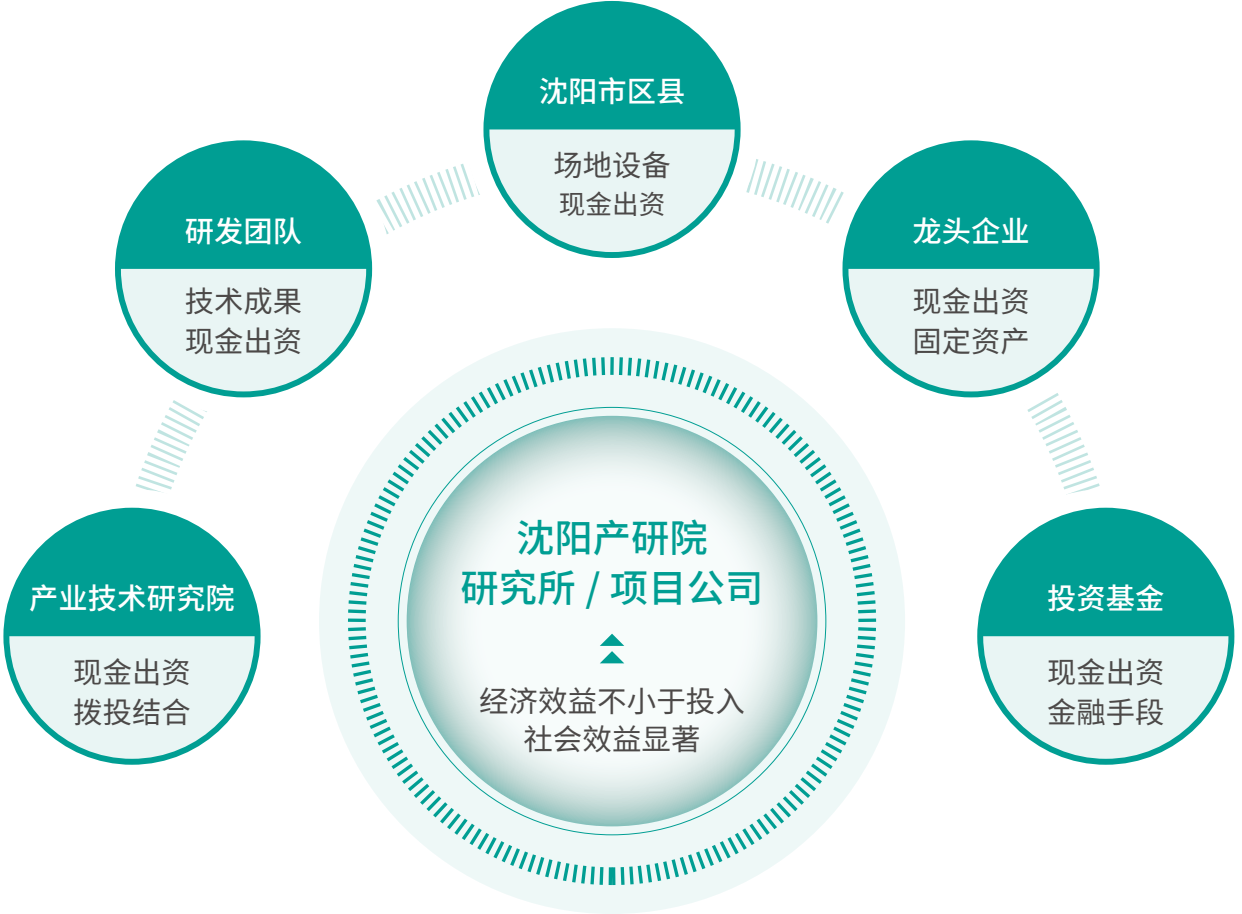 沈阳市区县
场地设备
现金出资
研发团队
技术成果
现金出资
龙头企业
现金出资
固定资产
产业技术研究院
现金出资
拨投结合
沈阳产研院
研究所 / 项目公司
经济效益不小于投入
社会效益显著
投资基金
现金出资
金融手段